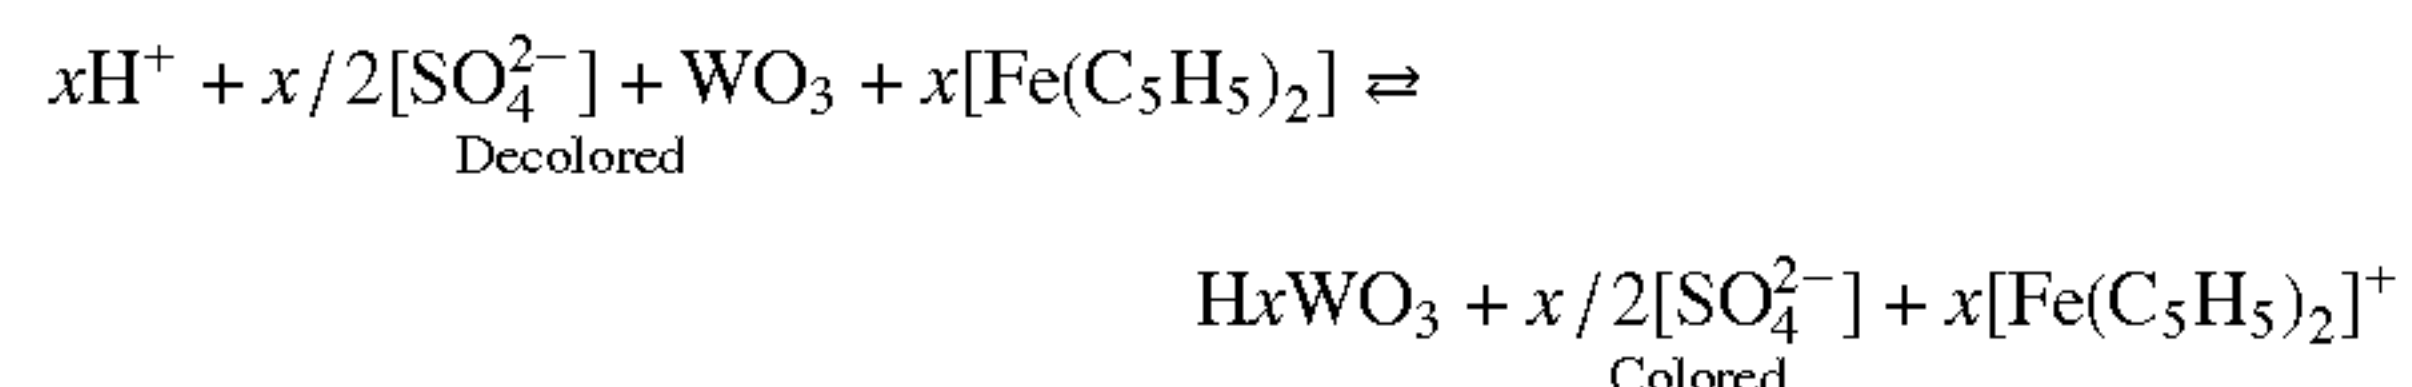 xH⁺ + x/2[SO₄²⁻] + WO₃ + x[Fe(C₅H₅)₂] ⇄
Decolored
HxWO₃ + x/2[SO₄²⁻] + x[Fe(C₅H₅)₂]⁺
Colored